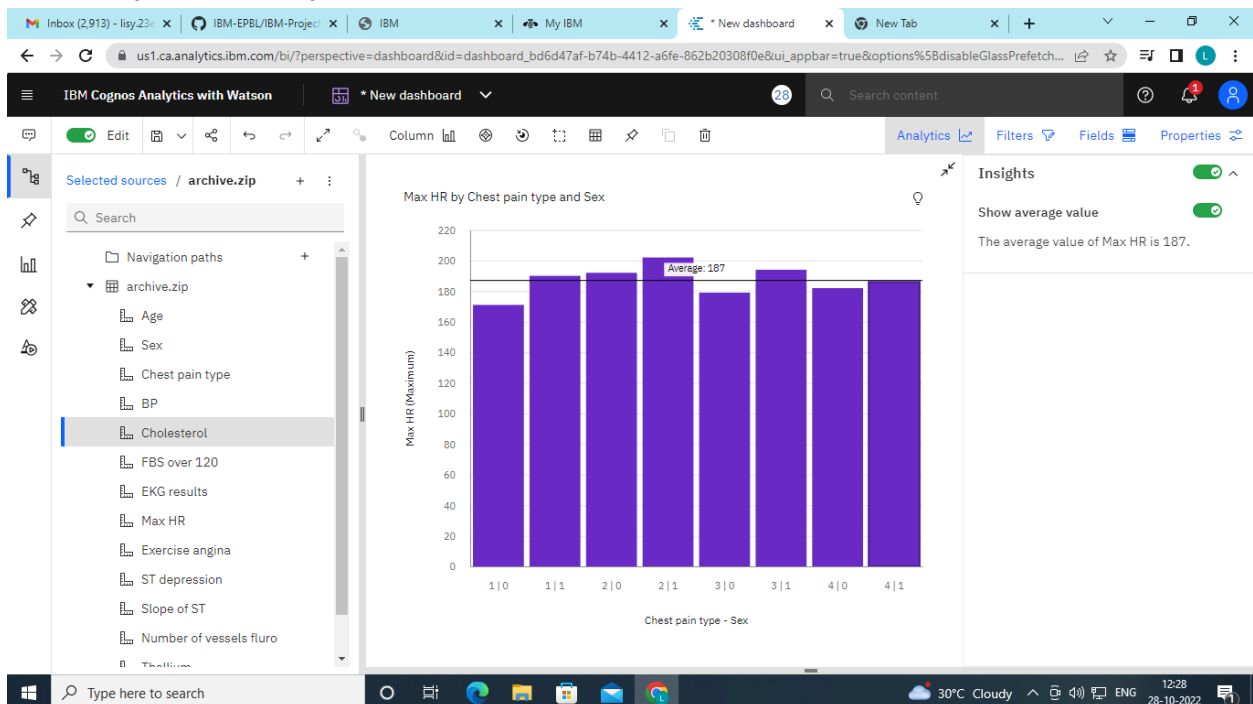 Inbox (2,913) - lisy.23e
IBM-EPBL/IBM-Project
IBM
My IBM
* New dashboard
New Tab
us1.ca.analytics.ibm.com/bi/?perspective=dashboard&id=dashboard_bd6d47af-b74b-4412-a6fe-862b20308f0e&ui_appbar=true&options%5BdisableGlassPrefetch...
L
IBM Cognos Analytics with Watson
* New dashboard
28
Search content
1
Edit
Column
Analytics
Filters
Fields
Properties
Selected sources / archive.zip
Search
Navigation paths
archive.zip
Age
Sex
Chest pain type
BP
Cholesterol
FBS over 120
EKG results
Max HR
Exercise angina
ST depression
Slope of ST
Number of vessels fluro
Thallium
Max HR by Chest pain type and Sex
220
200
180
160
140
120
100
80
60
40
20
0
Max HR (Maximum)
Average: 187
1|0 1|1 2|0 2|1 3|0 3|1 4|0 4|1
Chest pain type - Sex
Insights
Show average value
The average value of Max HR is 187.
Type here to search
30°C Cloudy
ENG
12:28
28-10-2022
1